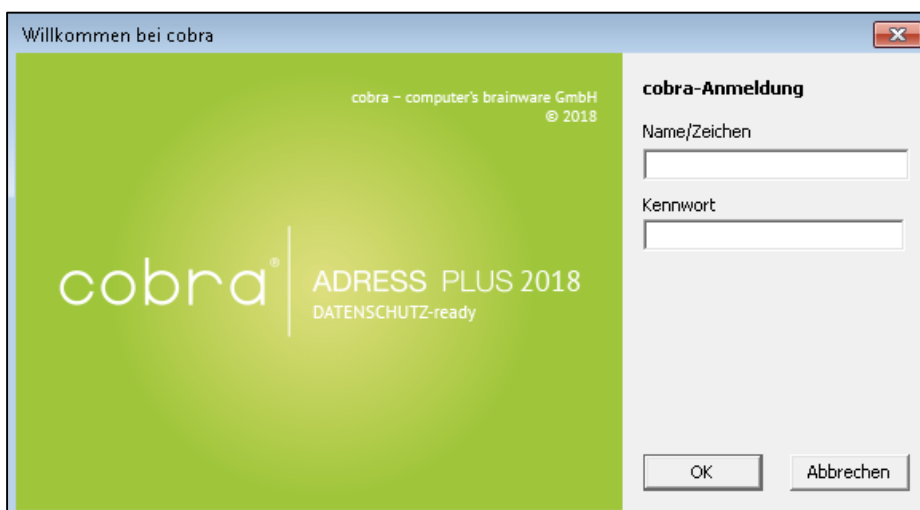 Willkommen bei cobra
cobra – computer's brainware GmbH
© 2018
cobra® ADRESS PLUS 2018
DATENSCHUTZ-ready
cobra-Anmeldung
Name/Zeichen
Kennwort
OK Abbrechen